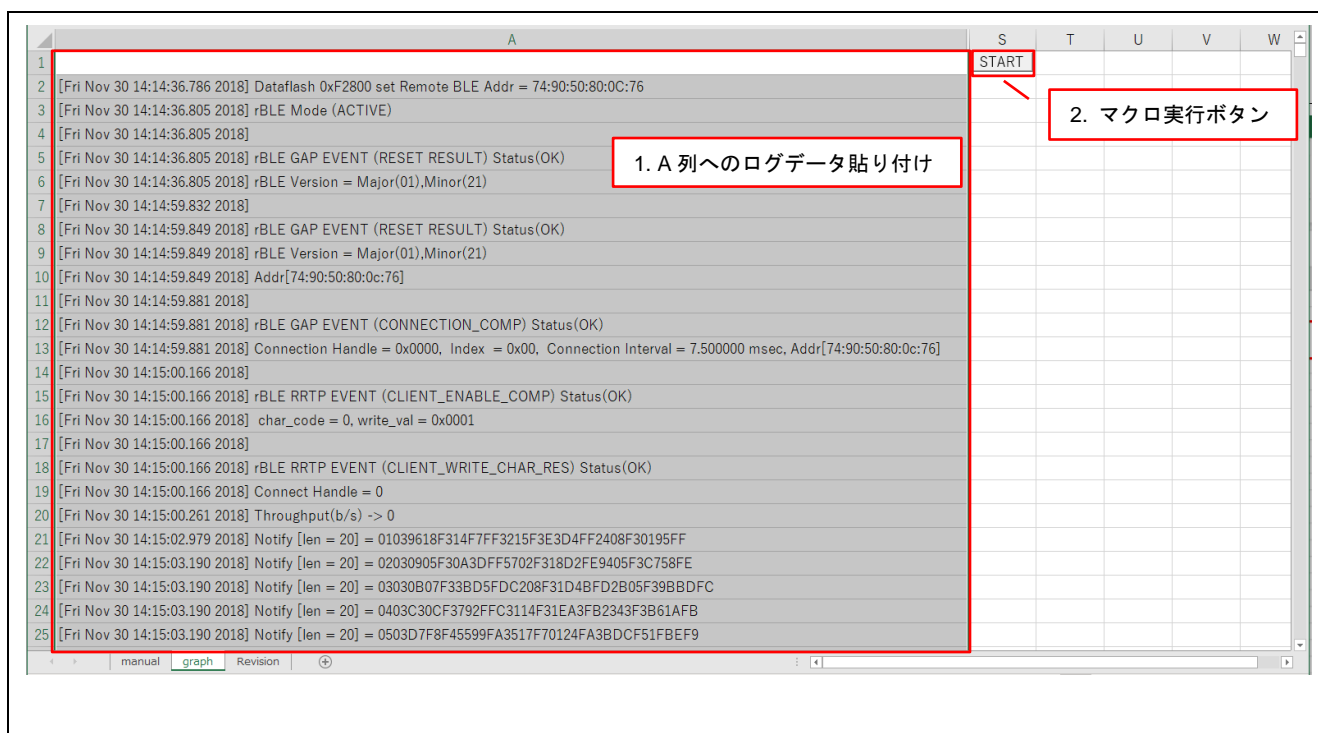 A S T U V W
1 START
2 [Fri Nov 30 14:14:36.786 2018] Dataflash 0xF2800 set Remote BLE Addr = 74:90:50:80:0C:76
3 [Fri Nov 30 14:14:36.805 2018] rBLE Mode (ACTIVE)
4 [Fri Nov 30 14:14:36.805 2018]
5 [Fri Nov 30 14:14:36.805 2018] rBLE GAP EVENT (RESET RESULT) Status(OK)
6 [Fri Nov 30 14:14:36.805 2018] rBLE Version = Major(01),Minor(21)
7 [Fri Nov 30 14:14:59.832 2018]
8 [Fri Nov 30 14:14:59.849 2018] rBLE GAP EVENT (RESET RESULT) Status(OK)
9 [Fri Nov 30 14:14:59.849 2018] rBLE Version = Major(01),Minor(21)
10 [Fri Nov 30 14:14:59.849 2018] Addr[74:90:50:80:0c:76]
11 [Fri Nov 30 14:14:59.881 2018]
12 [Fri Nov 30 14:14:59.881 2018] rBLE GAP EVENT (CONNECTION_COMP) Status(OK)
13 [Fri Nov 30 14:14:59.881 2018] Connection Handle = 0x0000, Index = 0x00, Connection Interval = 7.500000 msec, Addr[74:90:50:80:0c:76]
14 [Fri Nov 30 14:15:00.166 2018]
15 [Fri Nov 30 14:15:00.166 2018] rBLE RRTP EVENT (CLIENT_ENABLE_COMP) Status(OK)
16 [Fri Nov 30 14:15:00.166 2018] char_code = 0, write_val = 0x0001
17 [Fri Nov 30 14:15:00.166 2018]
18 [Fri Nov 30 14:15:00.166 2018] rBLE RRTP EVENT (CLIENT_WRITE_CHAR_RES) Status(OK)
19 [Fri Nov 30 14:15:00.166 2018] Connect Handle = 0
20 [Fri Nov 30 14:15:00.261 2018] Throughput(b/s) -> 0
21 [Fri Nov 30 14:15:02.979 2018] Notify [len = 20] = 01039618F314F7FF3215F3E3D4FF2408F30195FF
22 [Fri Nov 30 14:15:03.190 2018] Notify [len = 20] = 02030905F30A3DFF5702F318D2FE9405F3C758FE
23 [Fri Nov 30 14:15:03.190 2018] Notify [len = 20] = 03030B07F33BD5FDC208F31D4BFD2B05F39BBDFC
24 [Fri Nov 30 14:15:03.190 2018] Notify [len = 20] = 0403C30CF3792FFC3114F31EA3FB2343F3B61AFB
25 [Fri Nov 30 14:15:03.190 2018] Notify [len = 20] = 0503D7F8F45599FA3517F70124FA3BDCF51FBEF9
1. A 列へのログデータ貼り付け
2. マクロ実行ボタン
manual graph Revision